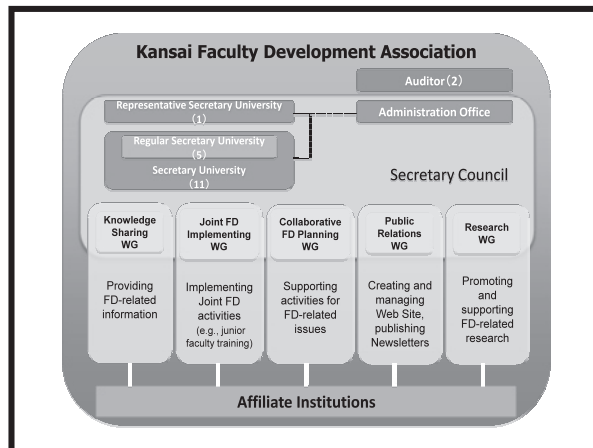 Kansai Faculty Development Association
Auditor(2)
Representative Secretary University
(1)
Administration Office
Regular Secretary University
(5)
Secretary University
(11)
Secretary Council
Knowledge
Sharing
WG
Joint FD
Implementing
WG
Collaborative
FD Planning
WG
Public
Relations
WG
Research
WG
Providing
FD-related
information
Implementing
Joint FD
activities
(e.g., junior
faculty training)
Supporting
activities for
FD-related
issues
Creating and
managing
Web Site,
publishing
Newsletters
Promoting
and
supporting
FD-related
research
Affiliate Institutions